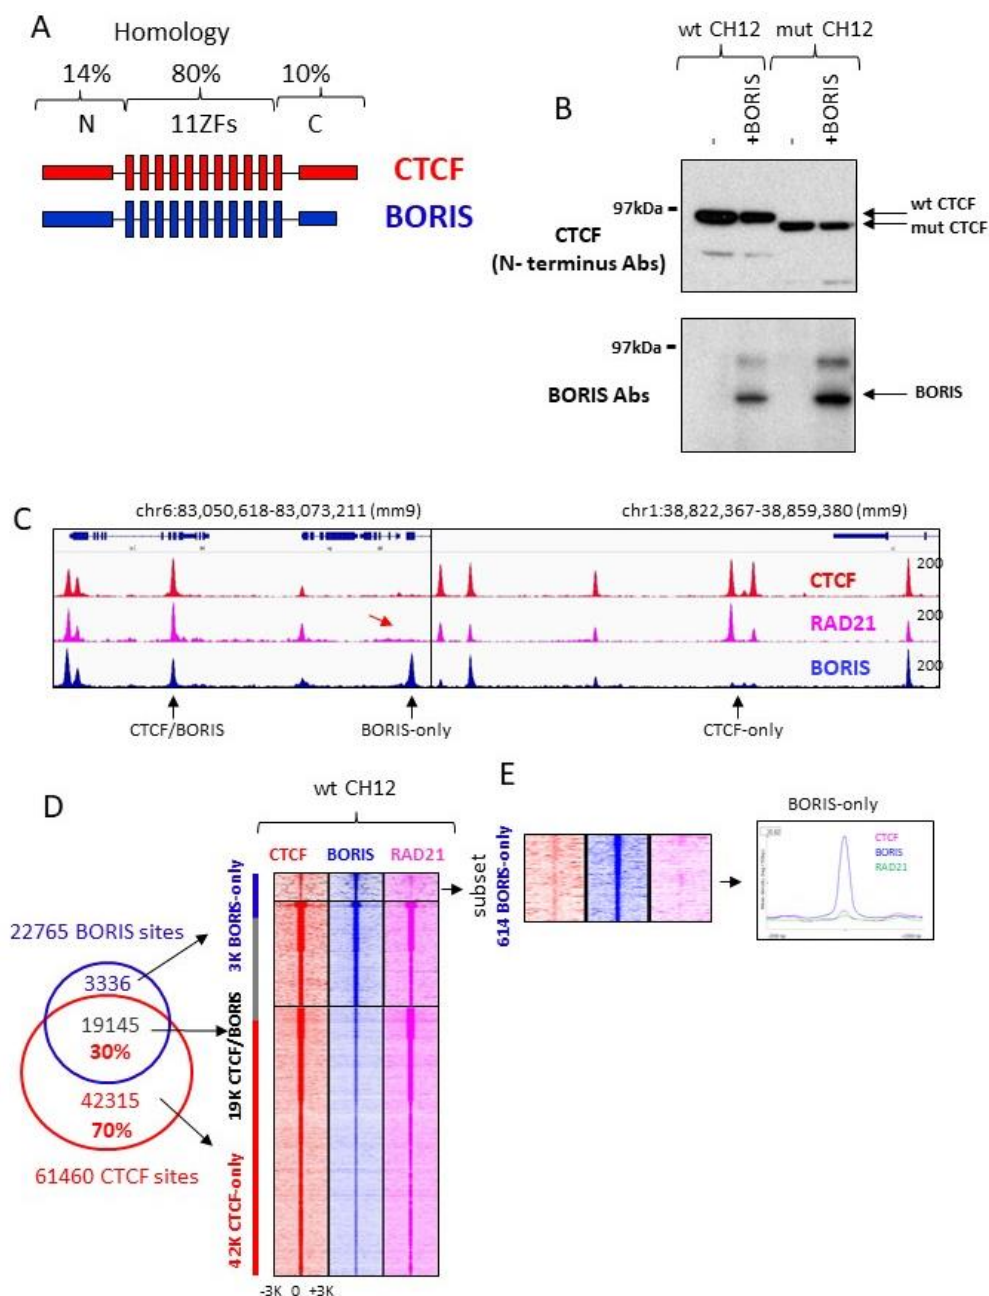 A
Homology
14% 80% 10%
N 11ZFs C
CTCF
BORIS
B
wt CH12 mut CH12
- +BORIS - +BORIS
97kDa
wt CTCF
mut CTCF
CTCF
(N- terminus Abs)
97kDa
BORIS Abs
BORIS
C
chr6:83,050,618-83,073,211 (mm9) chr1:38,822,367-38,859,380 (mm9)
200
CTCF
200
RAD21
200
BORIS
CTCF/BORIS BORIS-only CTCF-only
D
wt CH12
CTCF BORIS RAD21
22765 BORIS sites
3336
19145
30%
42315
70%
61460 CTCF sites
3K BORIS-only
19K CTCF/BORIS
42K CTCF-only
-3K 0 +3K
E
subset
614 BORIS-only
BORIS-only
CTCF
BORIS
RAD21